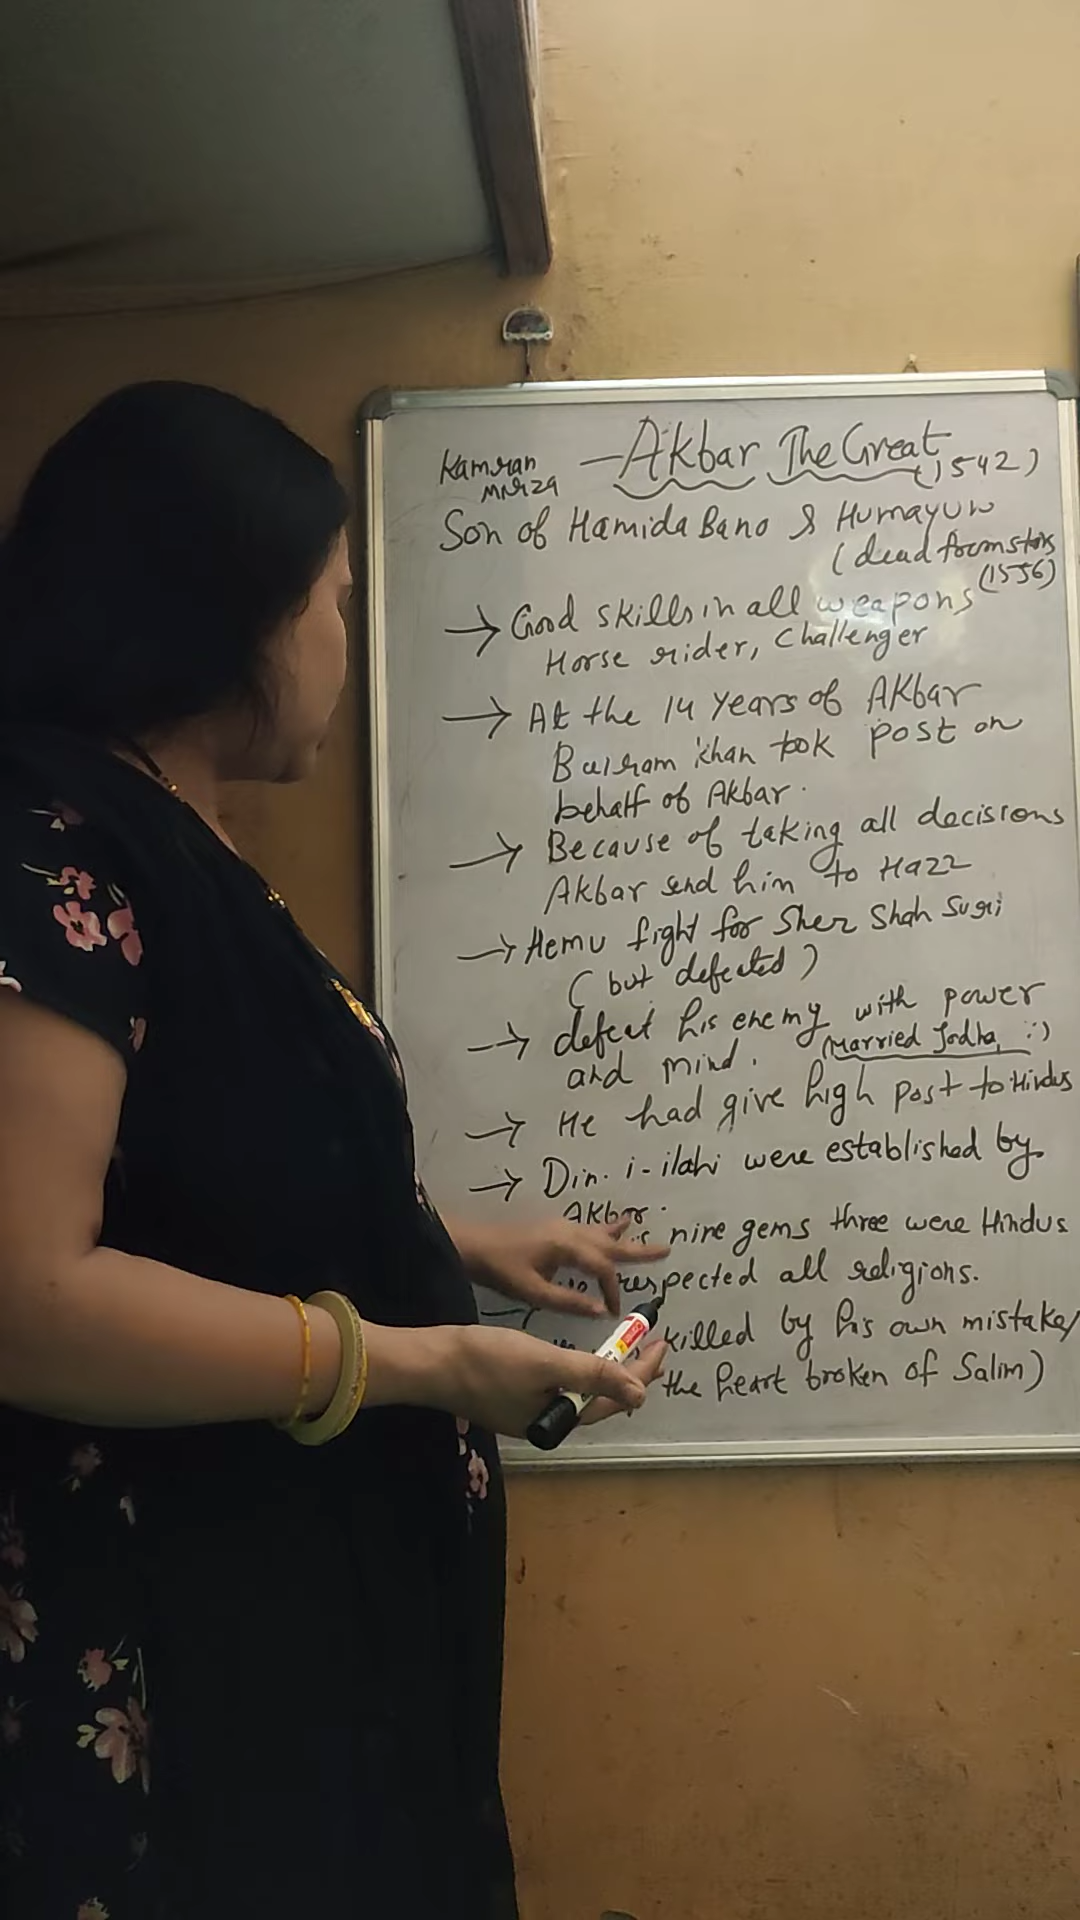 Kamran
Mirza
— Akbar The Great
(1542)
Son of Hamida Bano & Humayun
(dead from stairs
(1556)
→ Good skills in all weapons
Horse rider, Challenger
→ At the 14 years of Akbar
Bairam Khan took post on
behalf of Akbar.
→ Because of taking all decisions
Akbar send him to Hazz
→ Hemu fight for Sher Shah Suri
(but defeated)
→ defeat his enemy with power
and mind. (Married Jodha :)
→ He had give high post to Hindus
→ Din-i-ilahi were established by
Akbar.
nine gems three were Hindus
respected all religions.
killed by his own mistake/
the heart broken of Salim)